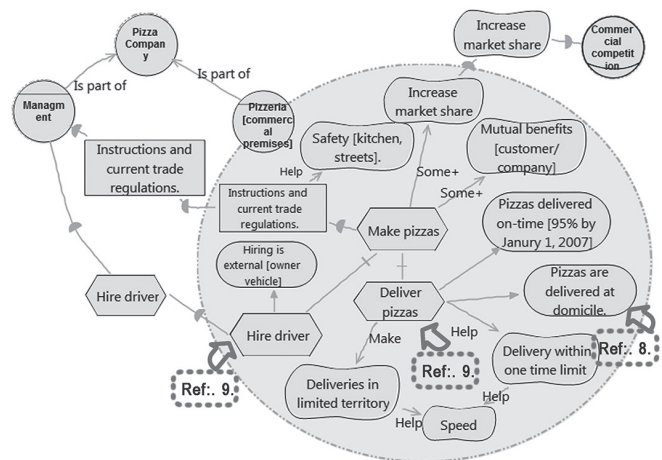 Pizza
Compan
y
Increase
market share
Commer
cial
competit
ion
Is part of
Is part of
Managm
ent
Pizzeria
[commerc
al
premises]
Increase
market share
Safety [kitchen,
streets].
Mutual benefits
[customer/
company]
Instructions and
current trade
regulations.
Help
Some+
Some+
Instructions and
current trade
regulations.
Make pizzas
Pizzas delivered
on-time [95% by
Janury 1, 2007]
Hiring is
external [owner
vehicle]
Pizzas are
delivered at
domicile.
Hire driver
Deliver
pizzas
Hire driver
Make
Help
Delivery within
one time limit
Ref:. 8.
Ref:. 9.
Ref:. 9.
Deliveries in
limited territory
Help
Help
Speed